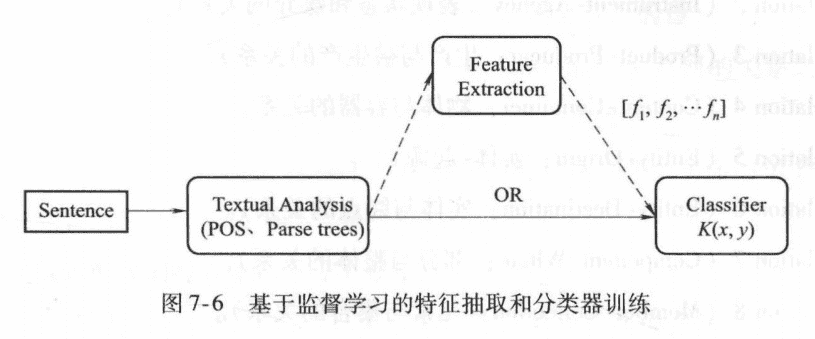 Feature
Extraction
[f₁, f₂, ⋯fₙ]
Sentence
Textual Analysis
(POS、Parse trees)
OR
Classifier
K(x, y)
图7-6 基于监督学习的特征抽取和分类器训练